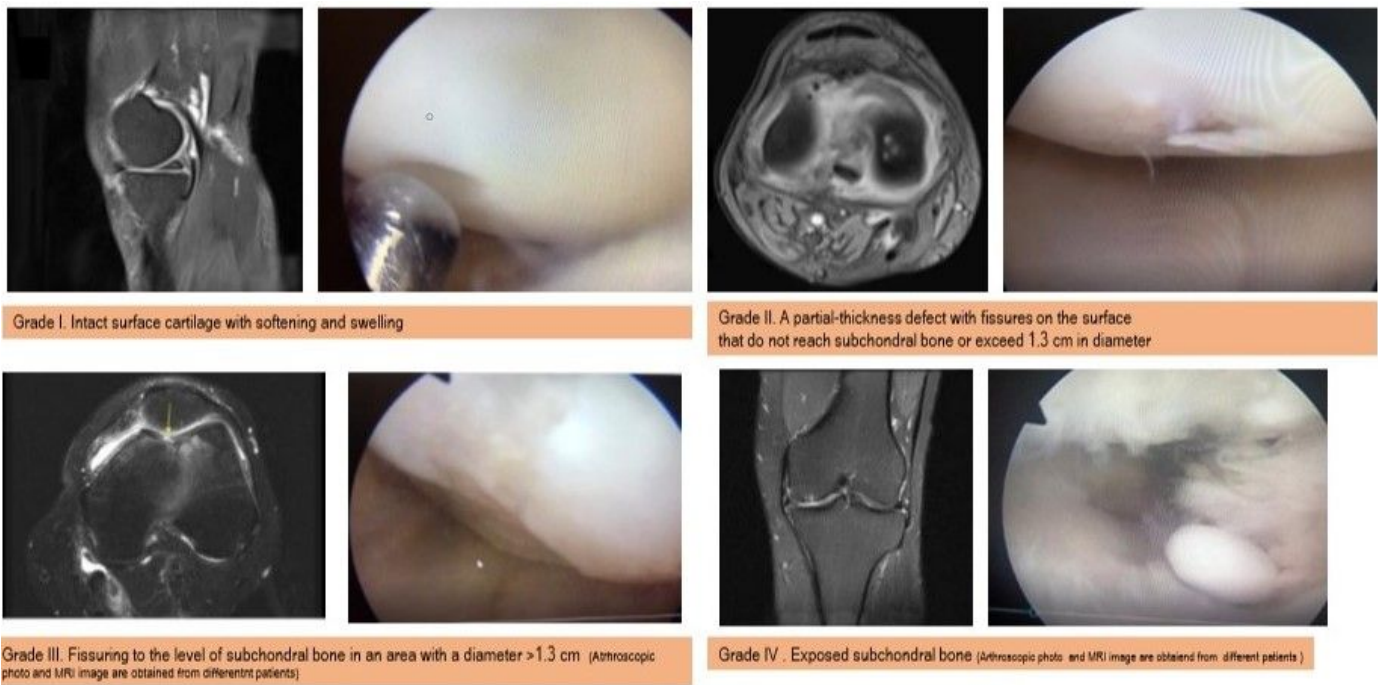 Grade I. Intact surface cartilage with softening and swelling
Grade II. A partial-thickness defect with fissures on the surface
that do not reach subchondral bone or exceed 1.3 cm in diameter
Grade III. Fissuring to the level of subchondral bone in an area with a diameter >1.3 cm (Athroscopic
photo and MRI image are obtained from differentnt patients)
Grade IV . Exposed subchondral bone (Arthroscopic photo and MRI image are obtaiend from different patients )